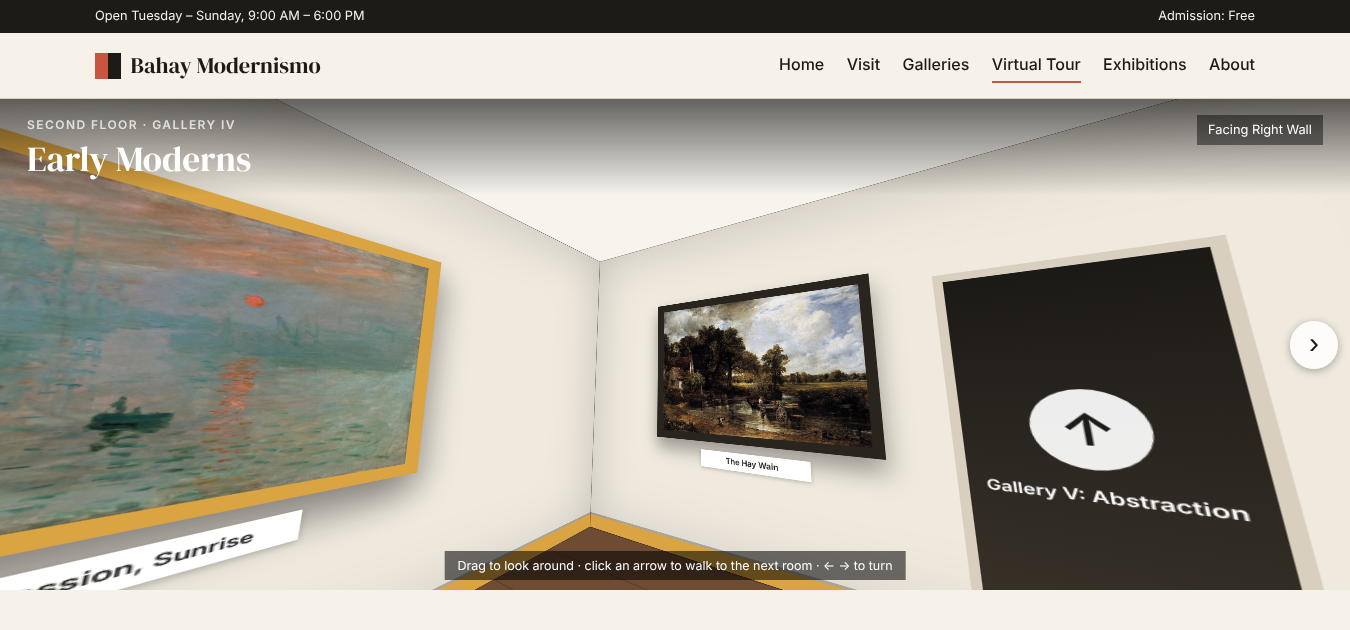 Open Tuesday – Sunday, 9:00 AM – 6:00 PM
Admission: Free
Bahay Modernismo
Home Visit Galleries Virtual Tour Exhibitions About
SECOND FLOOR · GALLERY IV
Early Moderns
Facing Right Wall
The Hay Wain
Gallery V: Abstraction
Sunrise
Drag to look around · click an arrow to walk to the next room · ← → to turn